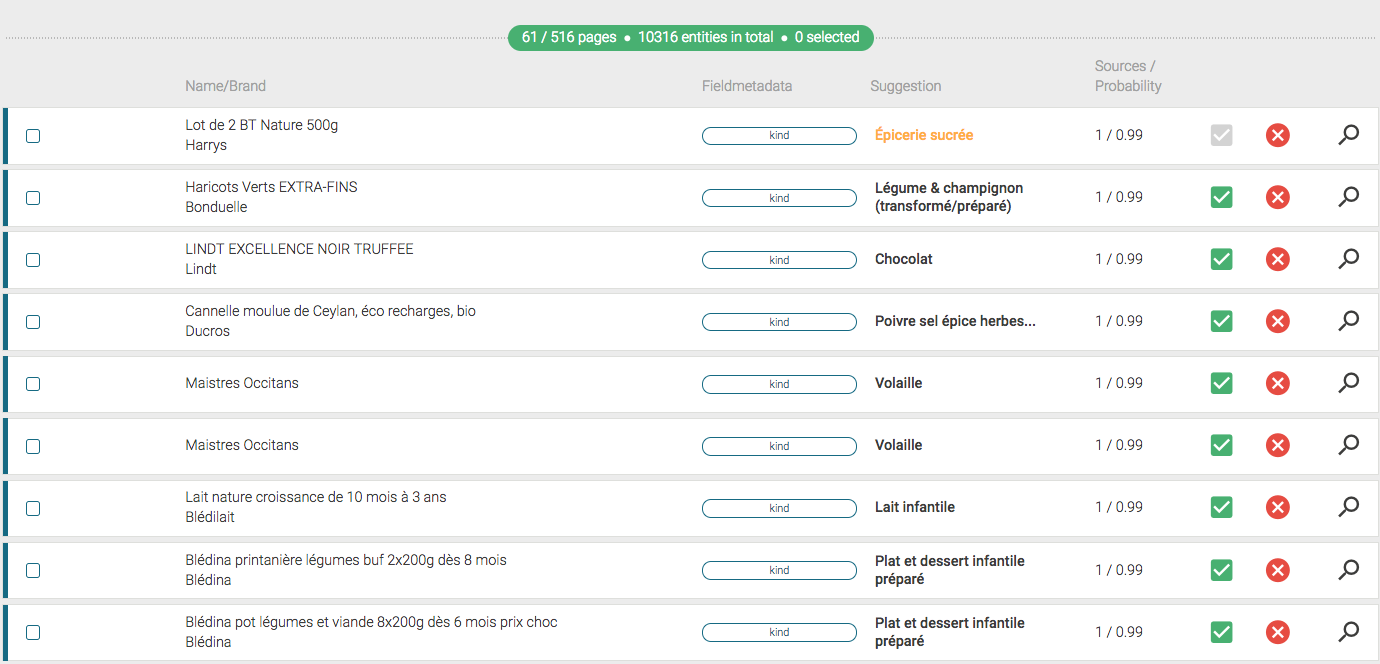 61 / 516 pages ● 10316 entities in total ● 0 selected
Name/Brand Fieldmetadata Suggestion Sources / Probability
Lot de 2 BT Nature 500g
Harrys
kind
Épicerie sucrée
1 / 0.99
Haricots Verts EXTRA-FINS
Bonduelle
kind
Légume & champignon
(transformé/préparé)
1 / 0.99
LINDT EXCELLENCE NOIR TRUFFEE
Lindt
kind
Chocolat
1 / 0.99
Cannelle moulue de Ceylan, éco recharges, bio
Ducros
kind
Poivre sel épice herbes...
1 / 0.99
Maistres Occitans
kind
Volaille
1 / 0.99
Maistres Occitans
kind
Volaille
1 / 0.99
Lait nature croissance de 10 mois à 3 ans
Blédilait
kind
Lait infantile
1 / 0.99
Blédina printanière légumes buf 2x200g dès 8 mois
Blédina
kind
Plat et dessert infantile
préparé
1 / 0.99
Blédina pot légumes et viande 8x200g dès 6 mois prix choc
Blédina
kind
Plat et dessert infantile
préparé
1 / 0.99